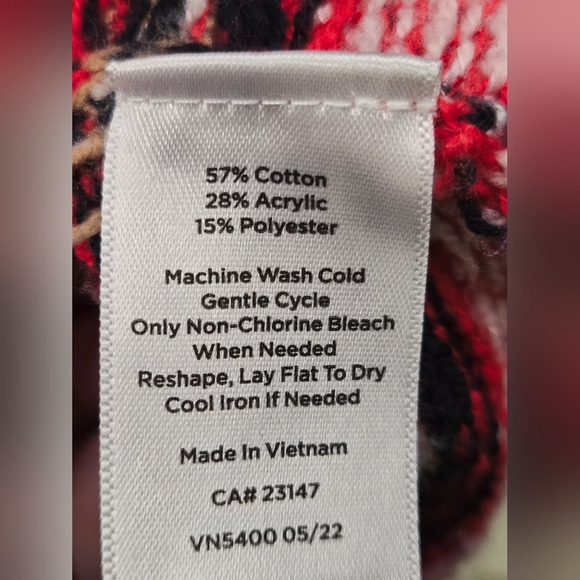 57% Cotton
28% Acrylic
15% Polyester
Machine Wash Cold
Gentle Cycle
Only Non-Chlorine Bleach
When Needed
Reshape, Lay Flat To Dry
Cool Iron If Needed
Made In Vietnam
CA# 23147
VN5400 05/22